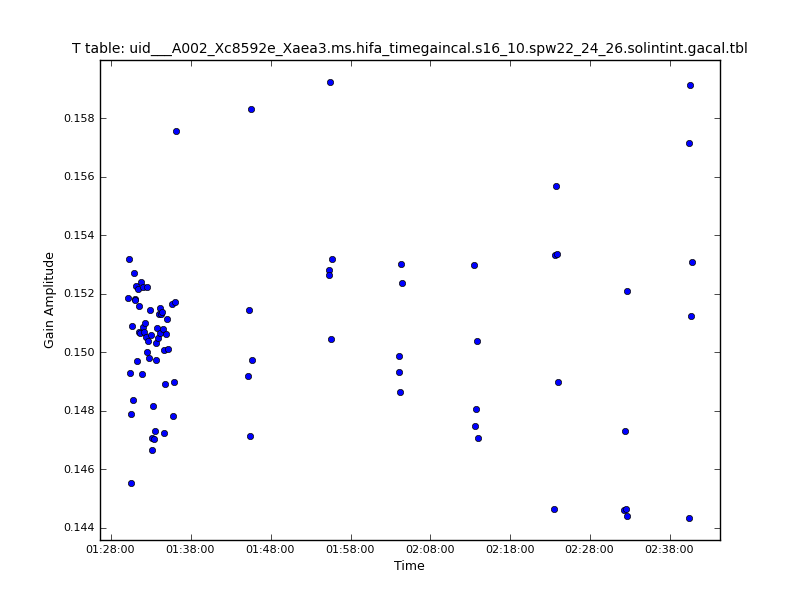 T table: uid___A002_Xc8592e_Xaea3.ms.hifa_timegaincal.s16_10.spw22_24_26.solintint.gacal.tbl
Gain Amplitude
0.158
0.156
0.154
0.152
0.150
0.148
0.146
0.144
01:28:00 01:38:00 01:48:00 01:58:00 02:08:00 02:18:00 02:28:00 02:38:00
Time